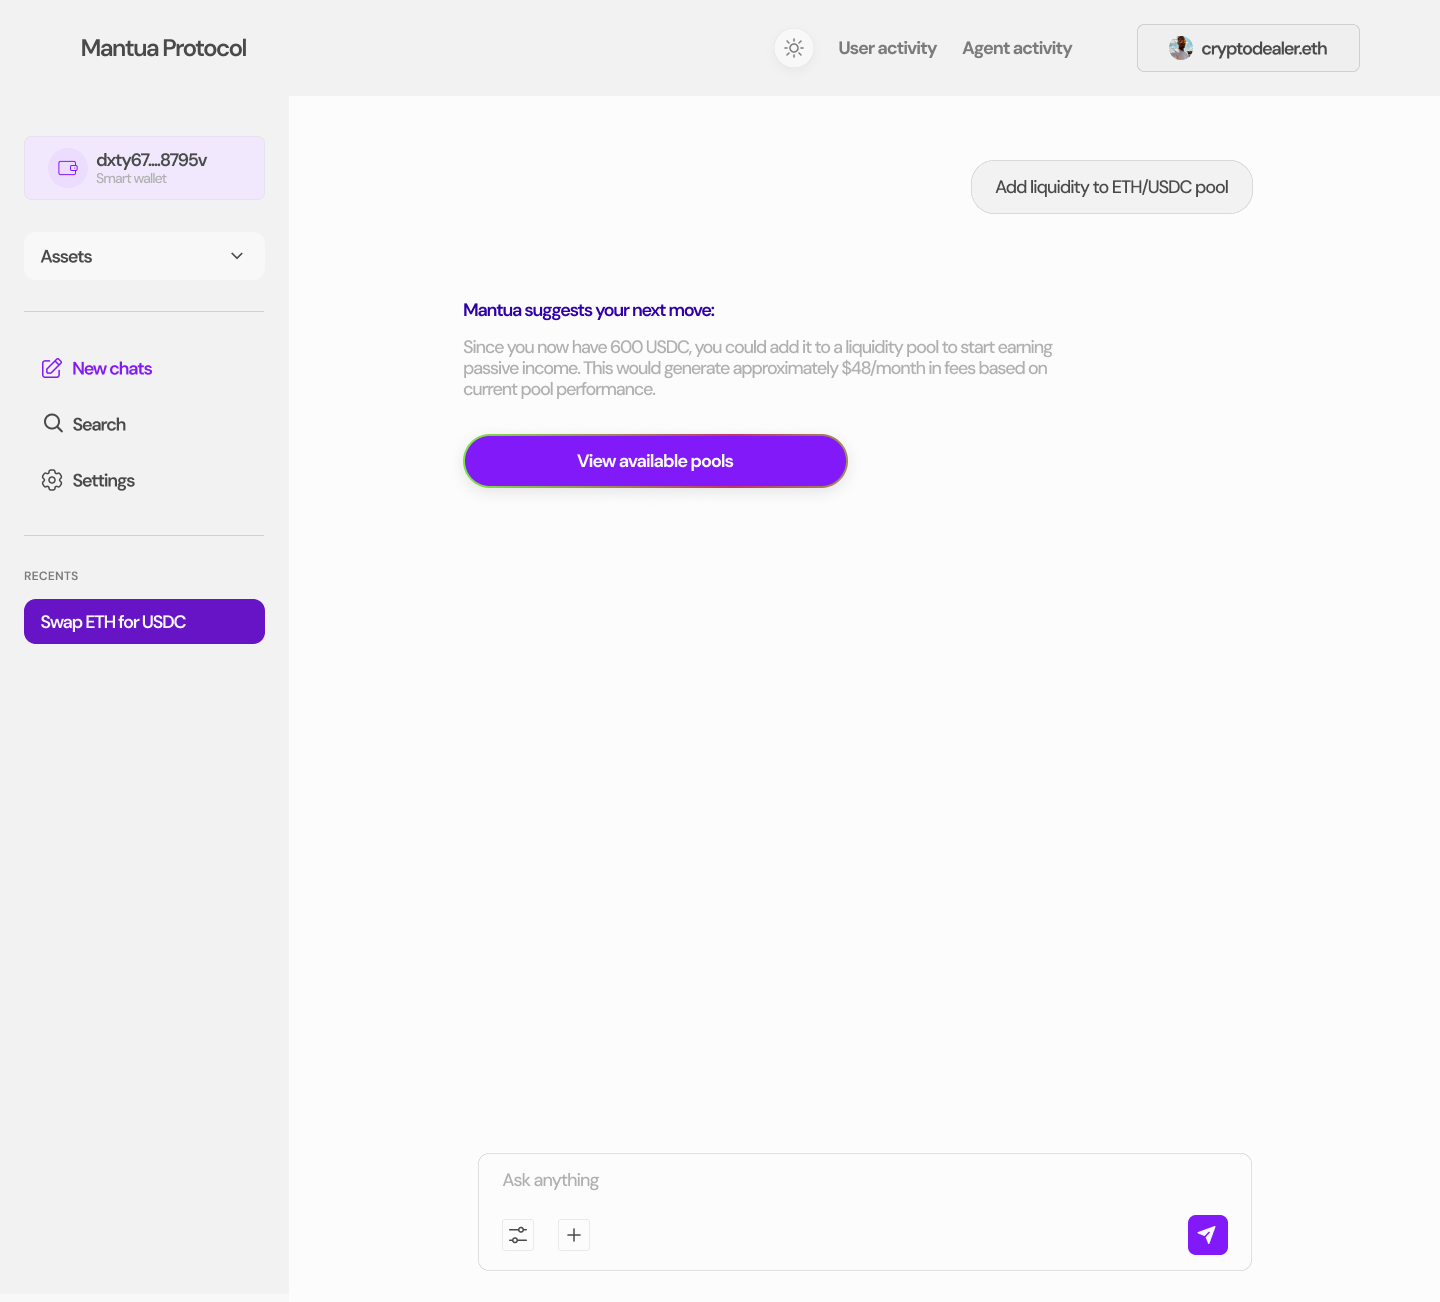 Mantua Protocol
User activity
Agent activity
cryptodealer.eth
dxty67....8795v
Smart wallet
Assets
New chats
Search
Settings
RECENTS
Swap ETH for USDC
Add liquidity to ETH/USDC pool
Mantua suggests your next move:
Since you now have 600 USDC, you could add it to a liquidity pool to start earning
passive income. This would generate approximately $48/month in fees based on
current pool performance.
View available pools
Ask anything